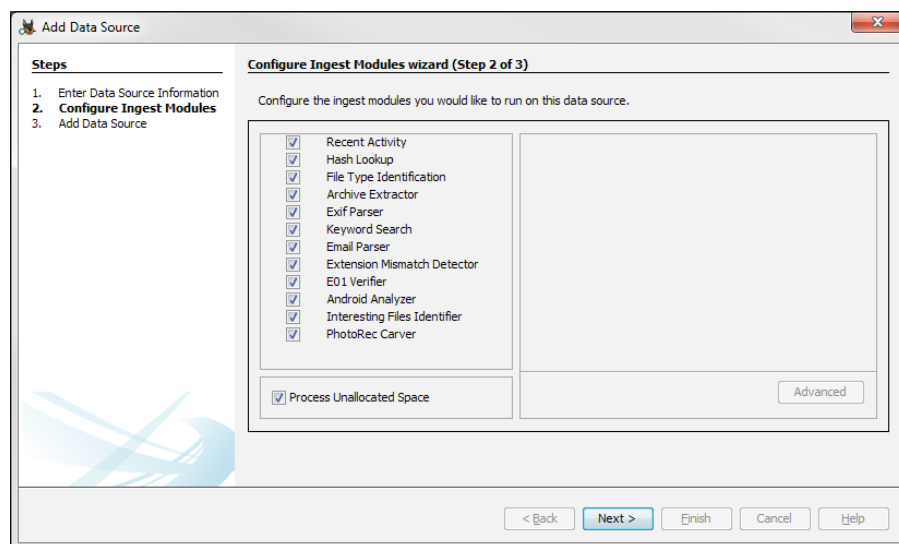 Add Data Source
Steps
1. Enter Data Source Information
2. Configure Ingest Modules
3. Add Data Source
Configure Ingest Modules wizard (Step 2 of 3)
Configure the ingest modules you would like to run on this data source.
Recent Activity
Hash Lookup
File Type Identification
Archive Extractor
Exif Parser
Keyword Search
Email Parser
Extension Mismatch Detector
E01 Verifier
Android Analyzer
Interesting Files Identifier
PhotoRec Carver
Process Unallocated Space
Advanced
< Back
Next >
Finish
Cancel
Help